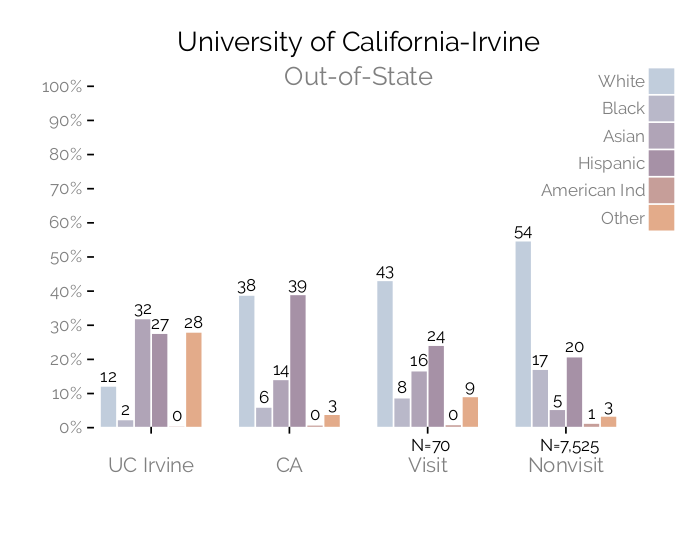 University of California-Irvine
Out-of-State
100%
90%
80%
70%
60%
50%
40%
30%
20%
10%
0%
White
Black
Asian
Hispanic
American Ind
Other
12
2
32
27
0
28
38
6
14
39
0
3
43
8
16
24
0
9
54
17
5
20
1
3
N=70
N=7,525
UC Irvine
CA
Visit
Nonvisit